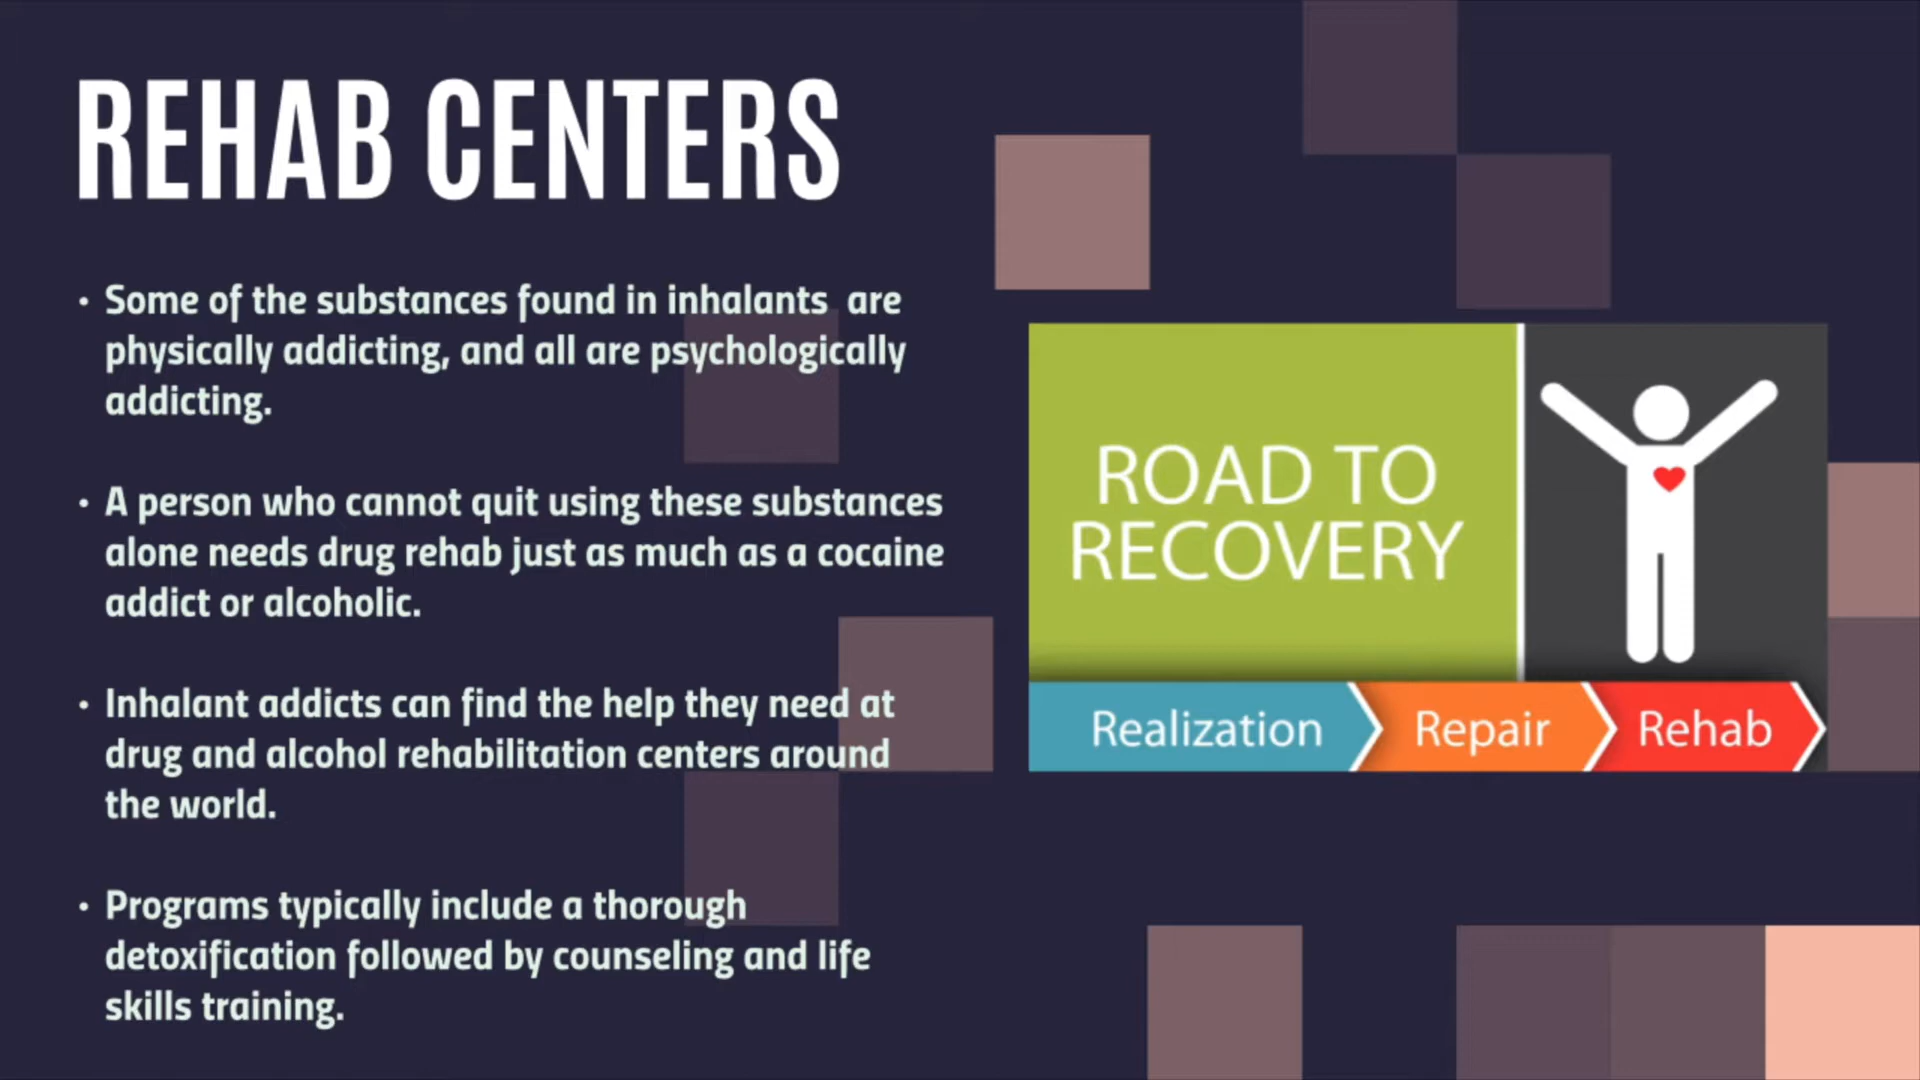 REHAB CENTERS
• Some of the substances found in inhalants are
physically addicting, and all are psychologically
addicting.
• A person who cannot quit using these substances
alone needs drug rehab just as much as a cocaine
addict or alcoholic.
• Inhalant addicts can find the help they need at
drug and alcohol rehabilitation centers around
the world.
• Programs typically include a thorough
detoxification followed by counseling and life
skills training.
ROAD TO
RECOVERY
Realization Repair Rehab